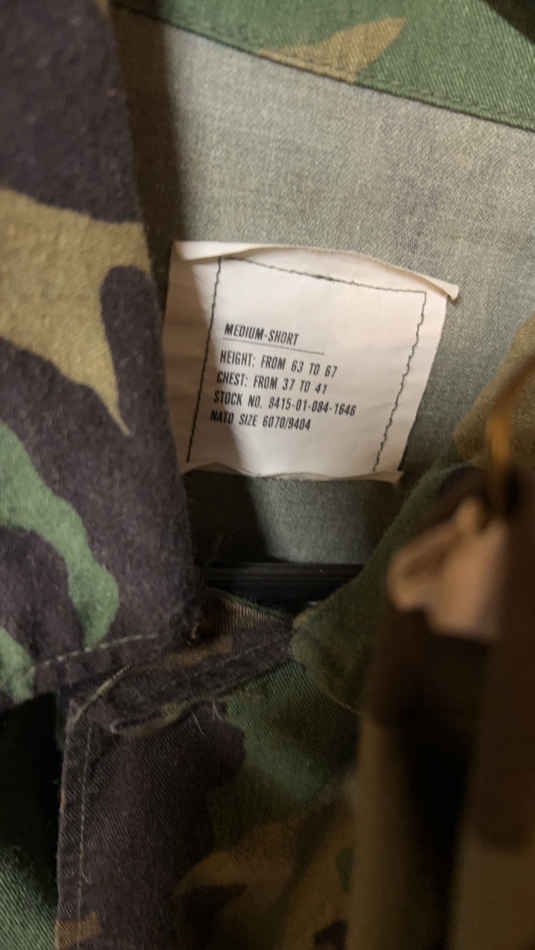 MEDIUM-SHORT
HEIGHT: FROM 63 TO 67
CHEST: FROM 37 TO 41
STOCK NO. 9415-01-084-1646
NATO SIZE 6070/9404